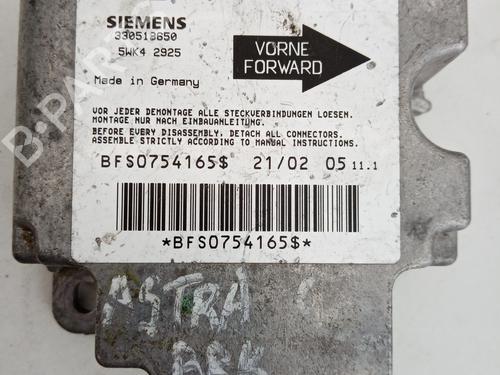 SIEMENS
330518650
5WK4 2925
Made in Germany
VORNE
FORWARD
VOR JEDER DEMONTAGE ALLE STECKVERBINDUNGEN LOESEN.
MONTAGE NUR NACH EINBAUANLEITUNG.
BEFORE EVERY DISASSEMBLY, DETACH ALL CONNECTORS.
ASSEMBLE STRICTLY ACCORDING TO MANUAL INSTRUCTIONS.
BFS0754165$ 21/02 05 11.1
*BFS0754165$*
ASTRA
B-PARTS